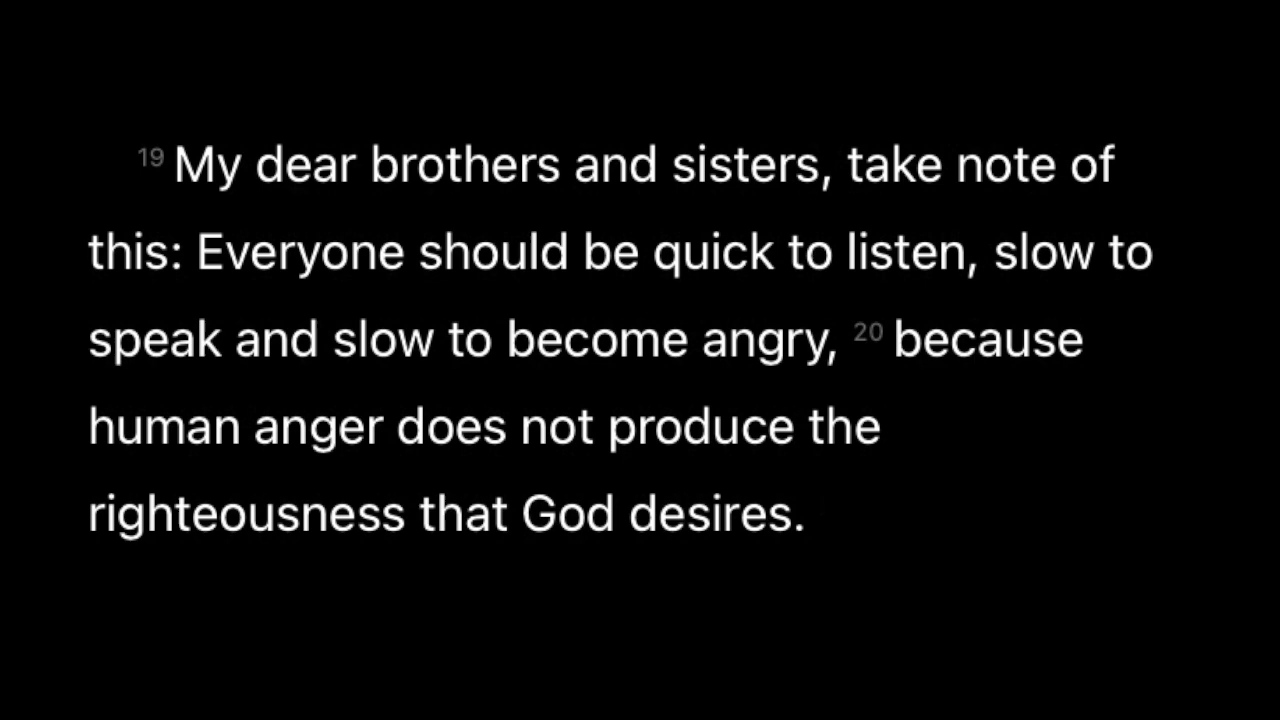 19 My dear brothers and sisters, take note of
this: Everyone should be quick to listen, slow to
speak and slow to become angry, 20 because
human anger does not produce the
righteousness that God desires.